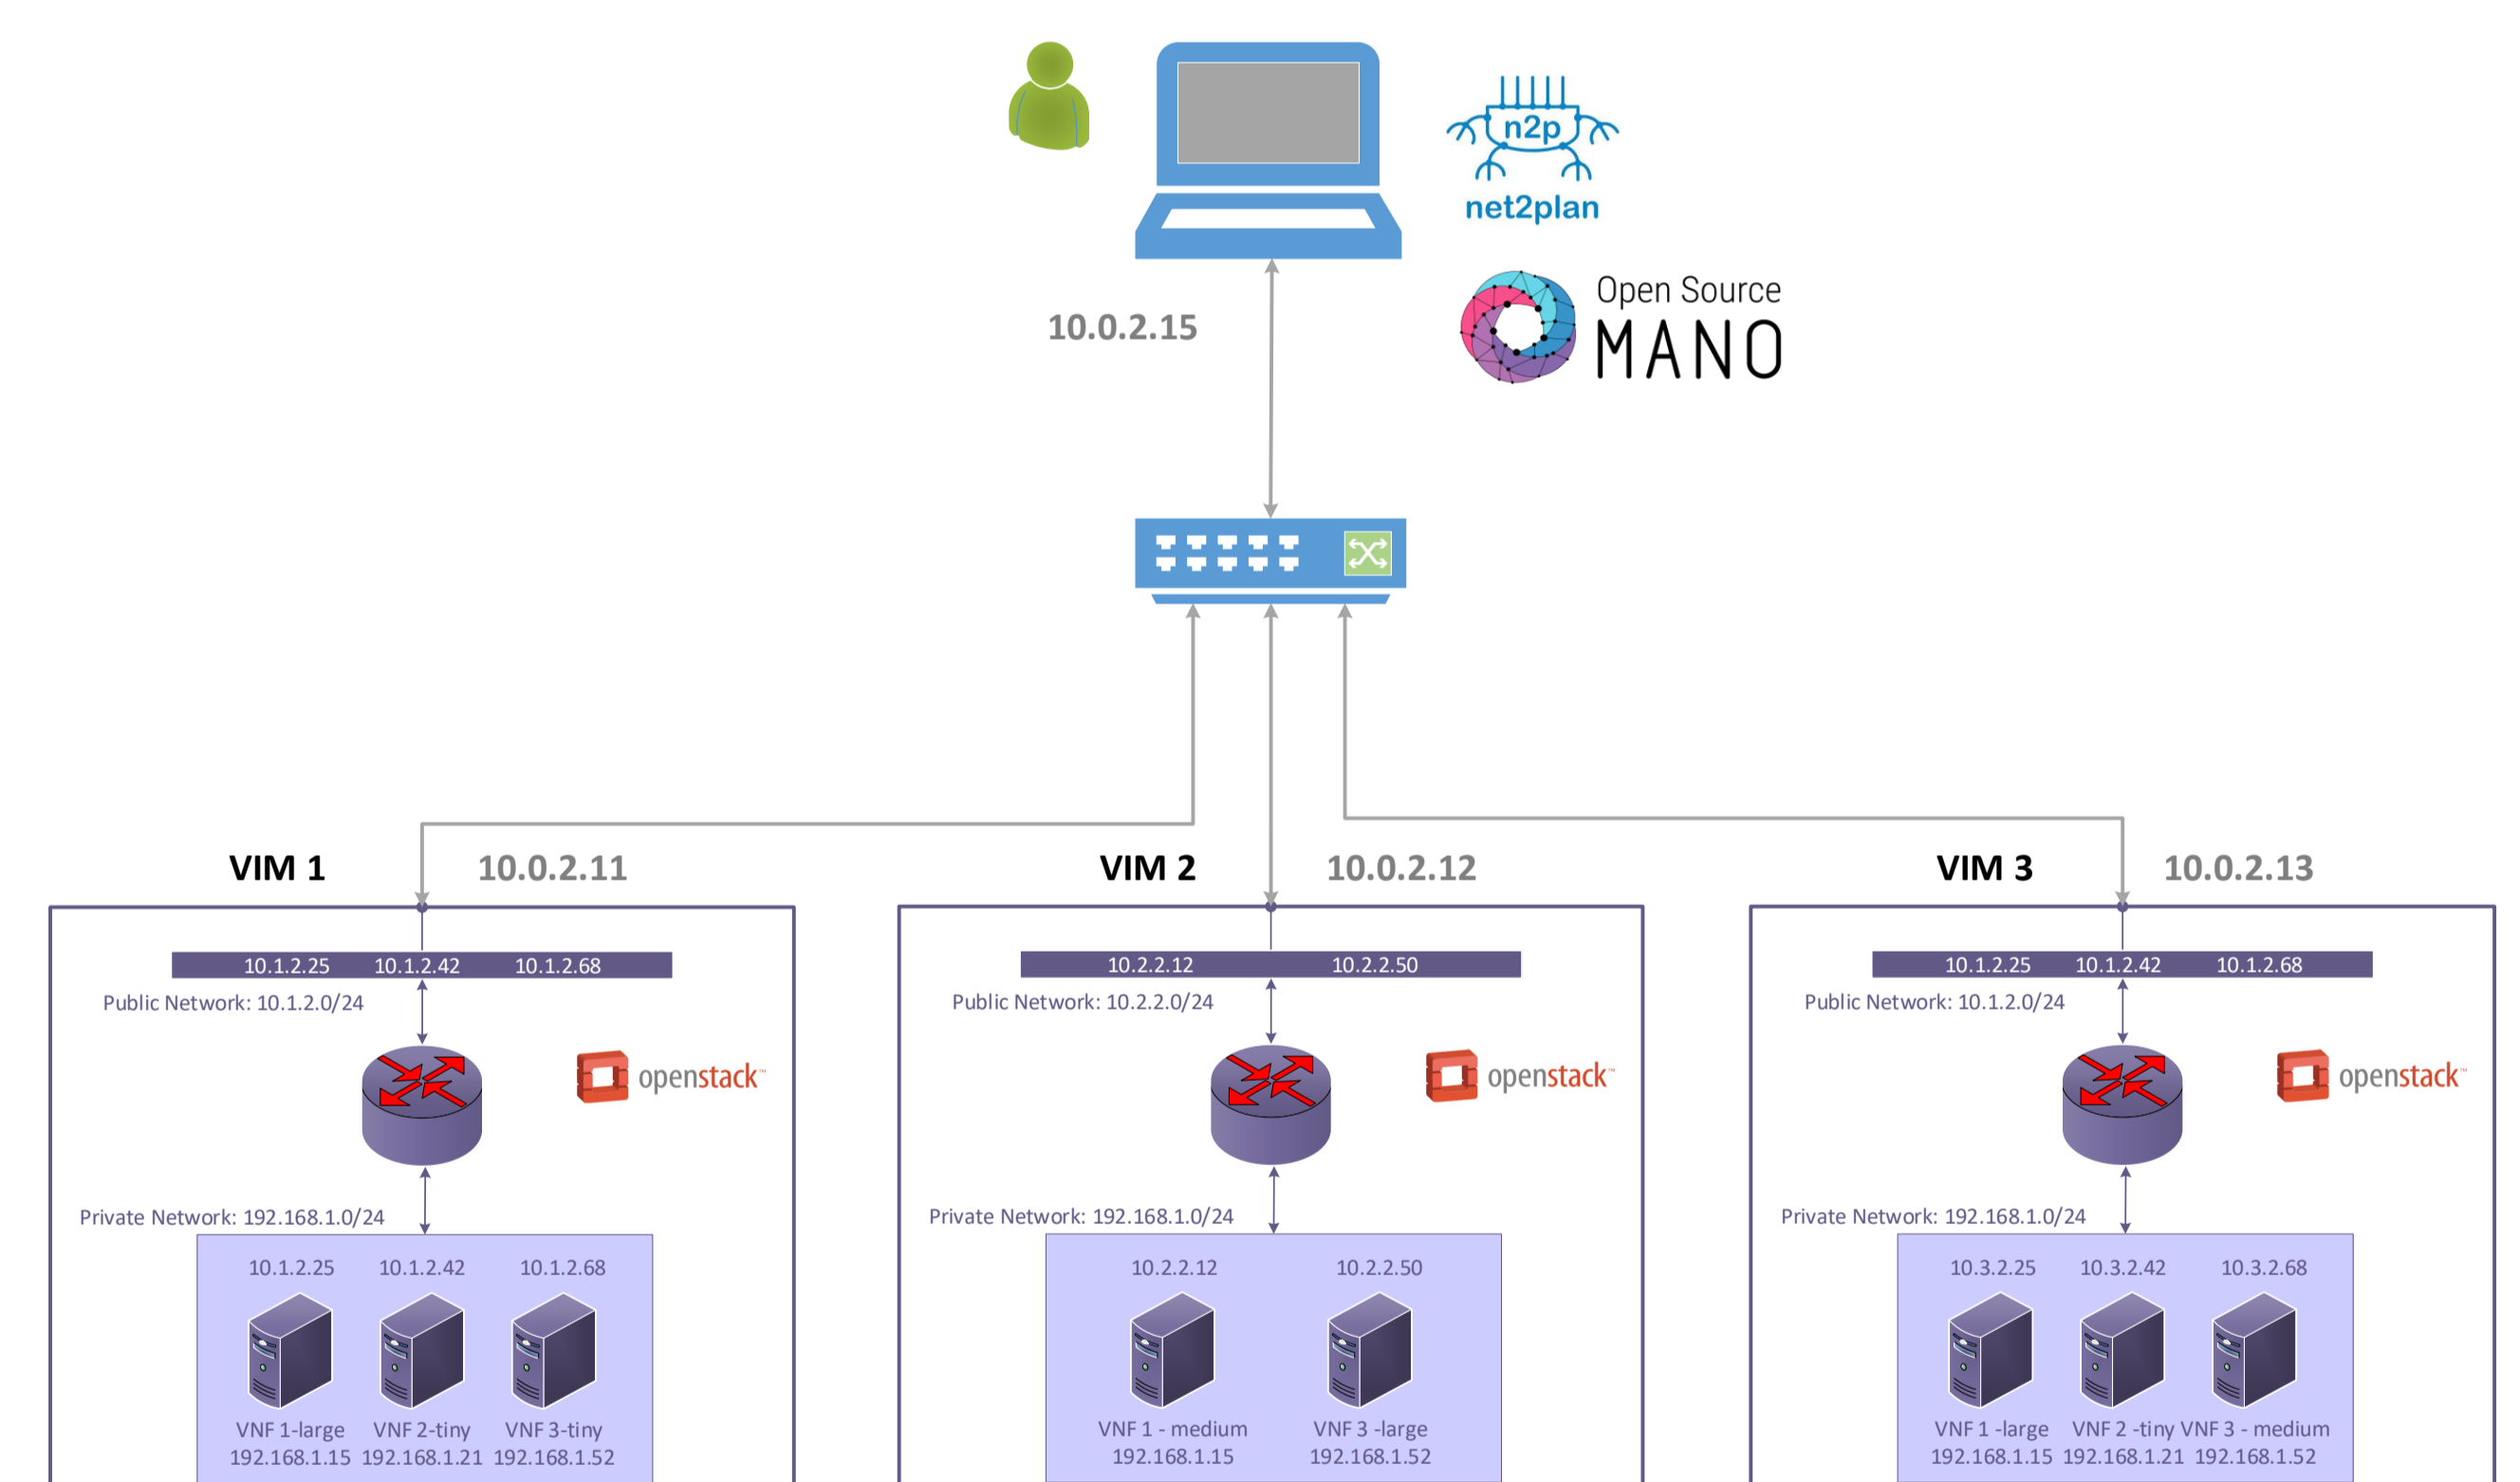 n2p
net2plan
Open Source
MANO
10.0.2.15
VIM 1 10.0.2.11
VIM 2 10.0.2.12
VIM 3 10.0.2.13
10.1.2.25 10.1.2.42 10.1.2.68
Public Network: 10.1.2.0/24
openstack™
Private Network: 192.168.1.0/24
10.1.2.25 10.1.2.42 10.1.2.68
VNF 1-large VNF 2-tiny VNF 3-tiny
192.168.1.15 192.168.1.21 192.168.1.52
10.2.2.12 10.2.2.50
Public Network: 10.2.2.0/24
openstack™
Private Network: 192.168.1.0/24
10.2.2.12 10.2.2.50
VNF 1 - medium VNF 3 -large
192.168.1.15 192.168.1.52
10.1.2.25 10.1.2.42 10.1.2.68
Public Network: 10.1.2.0/24
openstack™
Private Network: 192.168.1.0/24
10.3.2.25 10.3.2.42 10.3.2.68
VNF 1 -large VNF 2 -tiny VNF 3 - medium
192.168.1.15 192.168.1.21 192.168.1.52